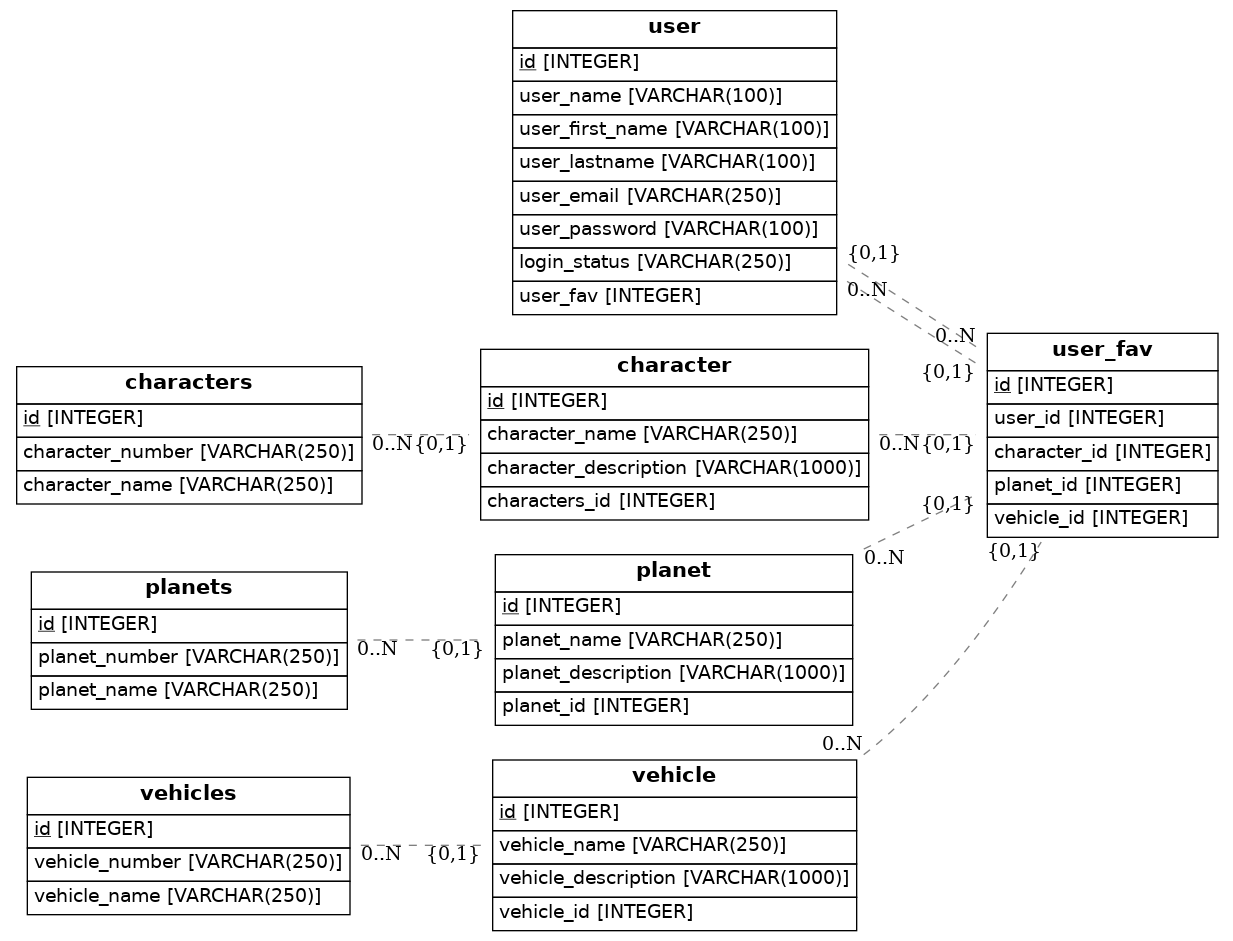 user
id [INTEGER]
user_name [VARCHAR(100)]
user_first_name [VARCHAR(100)]
user_lastname [VARCHAR(100)]
user_email [VARCHAR(250)]
user_password [VARCHAR(100)]
login_status [VARCHAR(250)]
user_fav [INTEGER]
{0,1}
0..N
0..N
{0,1}
user_fav
id [INTEGER]
user_id [INTEGER]
character_id [INTEGER]
planet_id [INTEGER]
vehicle_id [INTEGER]
characters
id [INTEGER]
character_number [VARCHAR(250)]
character_name [VARCHAR(250)]
0..N
{0,1}
character
id [INTEGER]
character_name [VARCHAR(250)]
character_description [VARCHAR(1000)]
characters_id [INTEGER]
0..N
{0,1}
planets
id [INTEGER]
planet_number [VARCHAR(250)]
planet_name [VARCHAR(250)]
0..N
{0,1}
planet
id [INTEGER]
planet_name [VARCHAR(250)]
planet_description [VARCHAR(1000)]
planet_id [INTEGER]
0..N
{0,1}
vehicles
id [INTEGER]
vehicle_number [VARCHAR(250)]
vehicle_name [VARCHAR(250)]
0..N
{0,1}
vehicle
id [INTEGER]
vehicle_name [VARCHAR(250)]
vehicle_description [VARCHAR(1000)]
vehicle_id [INTEGER]
0..N
{0,1}